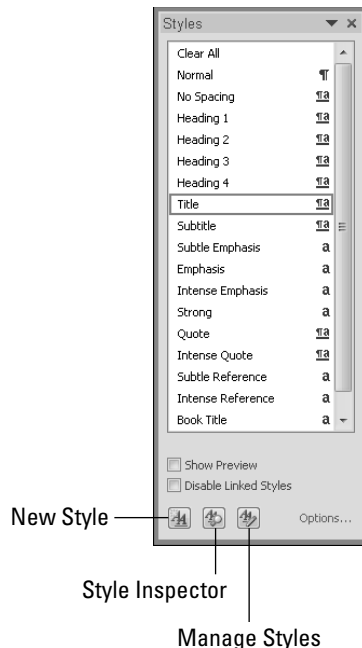 Styles
Clear All
Normal ¶
No Spacing ¶a
Heading 1 ¶a
Heading 2 ¶a
Heading 3 ¶a
Heading 4 ¶a
Title ¶a
Subtitle ¶a
Subtle Emphasis a
Emphasis a
Intense Emphasis a
Strong a
Quote ¶a
Intense Quote ¶a
Subtle Reference a
Intense Reference a
Book Title a
Show Preview
Disable Linked Styles
New Style Options...
Style Inspector
Manage Styles